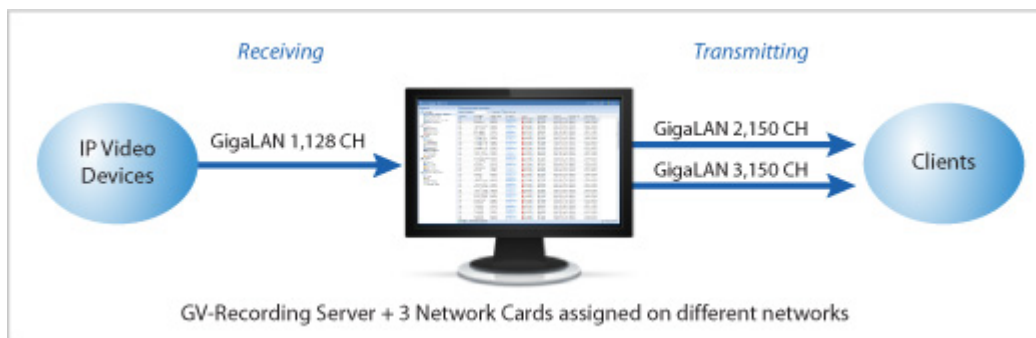 Receiving
Transmitting
IP Video
Devices
GigaLAN 1,128 CH
GigaLAN 2,150 CH
GigaLAN 3,150 CH
Clients
GV-Recording Server + 3 Network Cards assigned on different networks